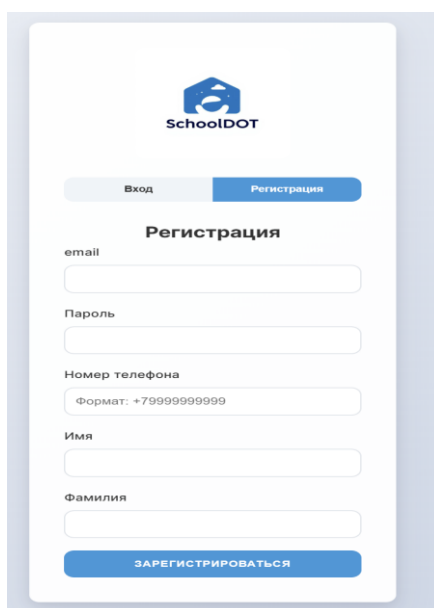 SchoolDOT
Вход Регистрация
Регистрация
email
Пароль
Номер телефона
Формат: +79999999999
Имя
Фамилия
ЗАРЕГИСТРИРОВАТЬСЯ